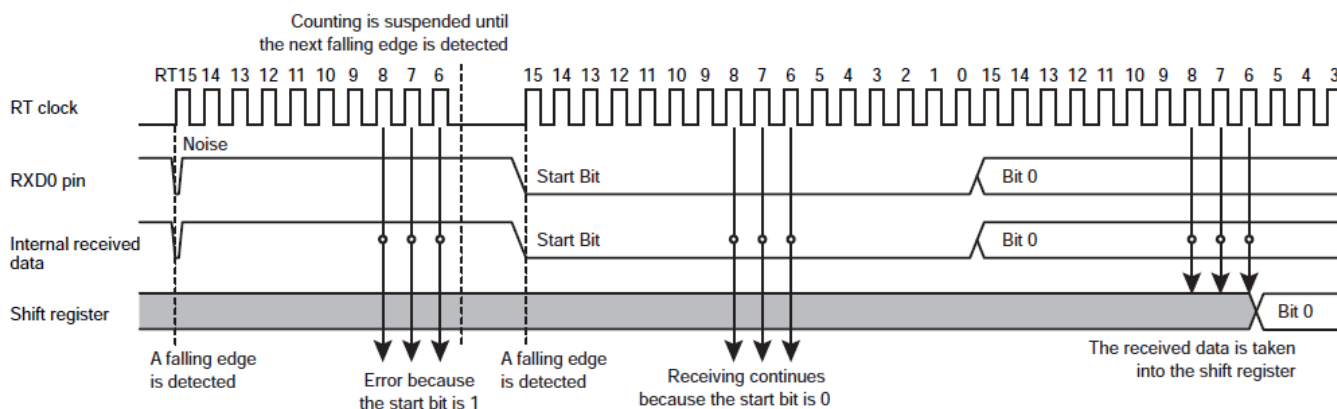 Counting is suspended until
the next falling edge is detected
RT15 14 13 12 11 10 9 8 7 6 15 14 13 12 11 10 9 8 7 6 5 4 3 2 1 0 15 14 13 12 11 10 9 8 7 6 5 4 3
RT clock
Noise
RXD0 pin
Start Bit
Bit 0
Internal received
data
Start Bit
Bit 0
Shift register
Bit 0
A falling edge
is detected
Error because
the start bit is 1
A falling edge
is detected
Receiving continues
because the start bit is 0
The received data is taken
into the shift register